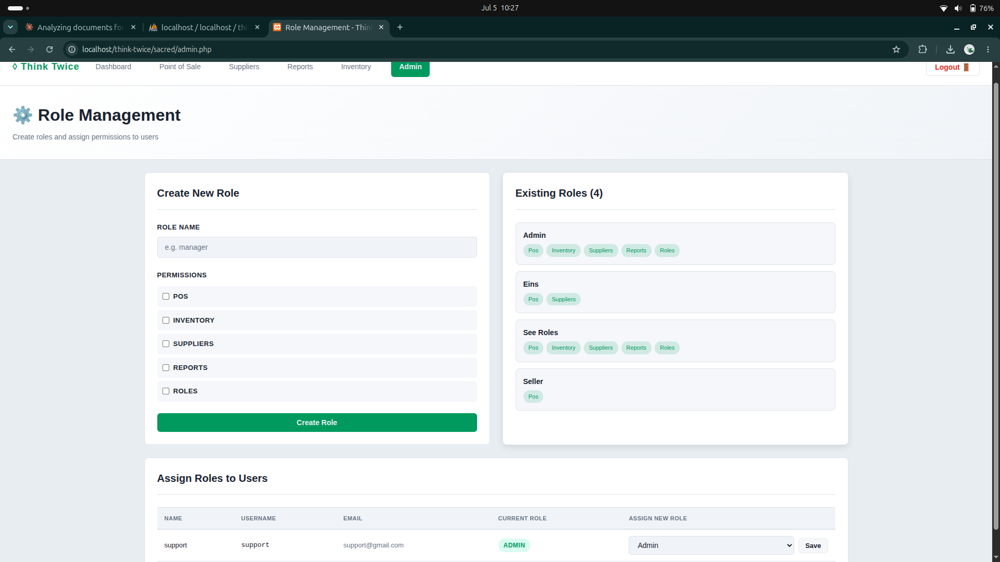 Jul 5 10:27
76%
Analyzing documents for
localhost / localhost / thi
Role Management - Thin
localhost/think-twice/sacred/admin.php
Think Twice
Dashboard
Point of Sale
Suppliers
Reports
Inventory
Admin
Logout
Role Management
Create roles and assign permissions to users
Create New Role
ROLE NAME
e.g. manager
PERMISSIONS
POS
INVENTORY
SUPPLIERS
REPORTS
ROLES
Create Role
Existing Roles (4)
Admin
Pos Inventory Suppliers Reports Roles
Eins
Pos Suppliers
See Roles
Pos Inventory Suppliers Reports Roles
Seller
Pos
Assign Roles to Users
NAME USERNAME EMAIL CURRENT ROLE ASSIGN NEW ROLE
support support support@gmail.com ADMIN Admin Save